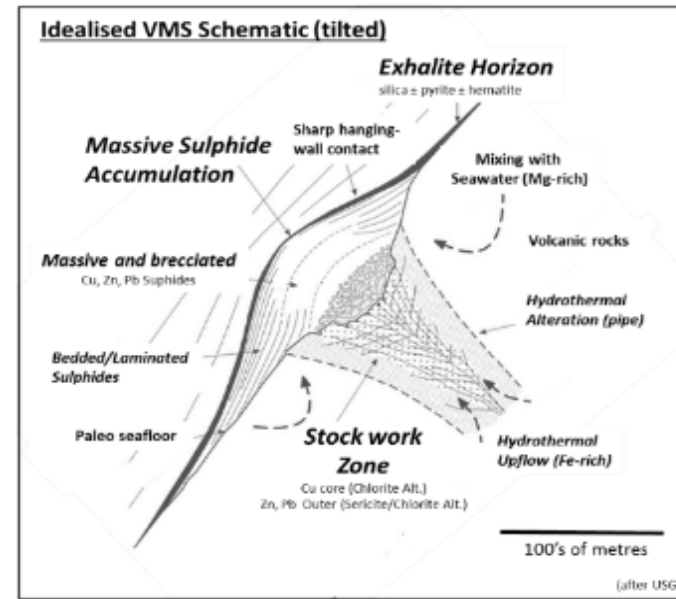 Idealised VMS Schematic (tilted)
Exhalite Horizon
silica ± pyrite ± hematite
Sharp hanging-
wall contact
Massive Sulphide
Accumulation
Mixing with
Seawater (Mg-rich)
Volcanic rocks
Massive and brecciated
Cu, Zn, Pb Suphides
Hydrothermal
Alteration (pipe)
Bedded/Laminated
Sulphides
Paleo seafloor
Stock work
Zone
Cu core (Chlorite Alt.)
Zn, Pb Outer (Sericite/Chlorite Alt.)
Hydrothermal
Upflow (Fe-rich)
100's of metres
(after USG